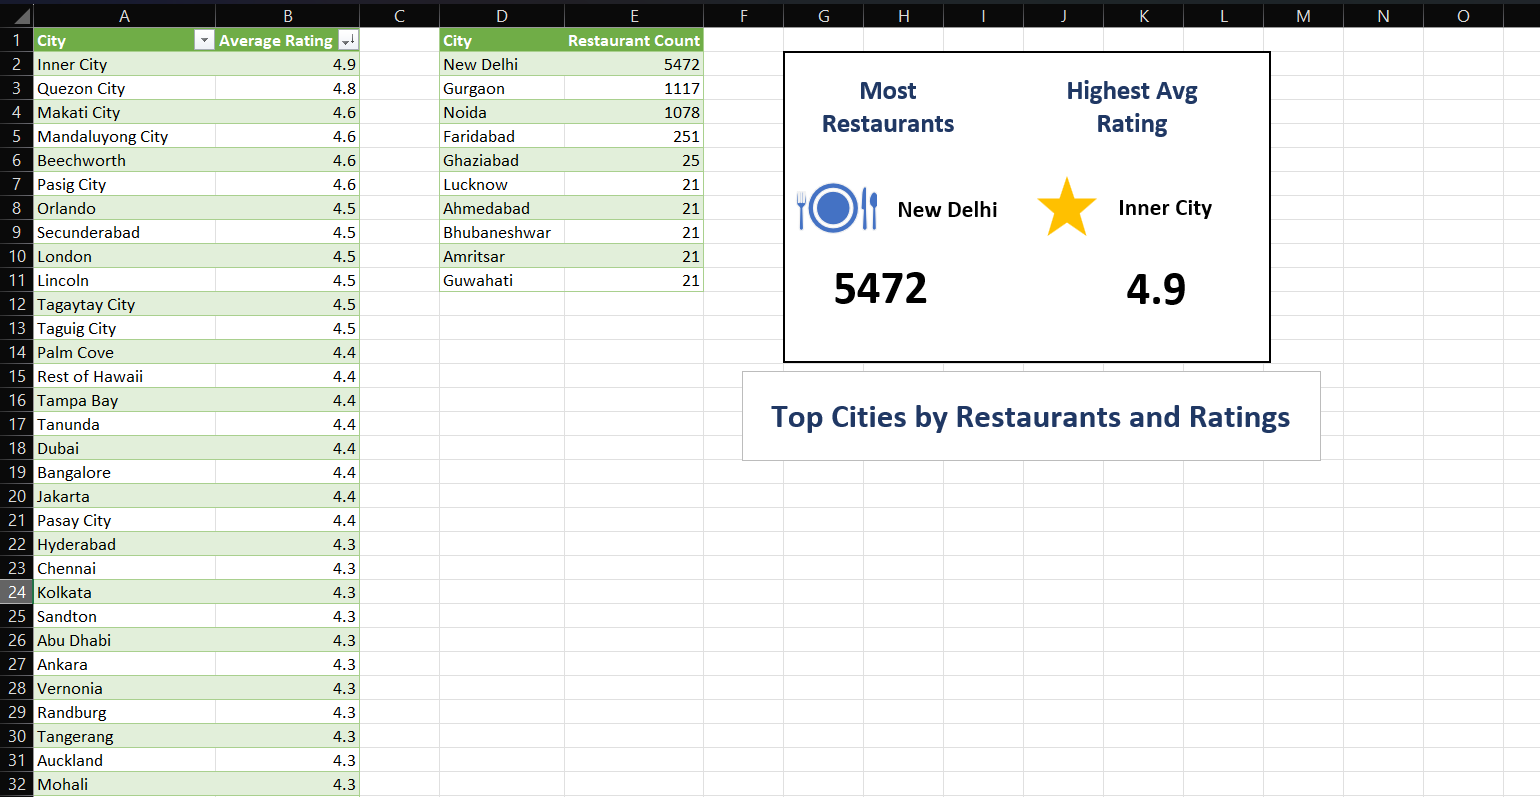 A B C D E F G H I J K L M N O
1 City Average Rating City Restaurant Count
2 Inner City 4.9 New Delhi 5472
3 Quezon City 4.8 Gurgaon 1117
4 Makati City 4.6 Noida 1078
5 Mandaluyong City 4.6 Faridabad 251
6 Beechworth 4.6 Ghaziabad 25
7 Pasig City 4.6 Lucknow 21
8 Orlando 4.5 Ahmedabad 21
9 Secunderabad 4.5 Bhubaneshwar 21
10 London 4.5 Amritsar 21
11 Lincoln 4.5 Guwahati 21
12 Tagaytay City 4.5
13 Taguig City 4.5
14 Palm Cove 4.4
15 Rest of Hawaii 4.4
16 Tampa Bay 4.4
17 Tanunda 4.4
18 Dubai 4.4
19 Bangalore 4.4
20 Jakarta 4.4
21 Pasay City 4.4
22 Hyderabad 4.3
23 Chennai 4.3
24 Kolkata 4.3
25 Sandton 4.3
26 Abu Dhabi 4.3
27 Ankara 4.3
28 Vernonia 4.3
29 Randburg 4.3
30 Tangerang 4.3
31 Auckland 4.3
32 Mohali 4.3
Most
Restaurants
New Delhi
5472
Highest Avg
Rating
Inner City
4.9
Top Cities by Restaurants and Ratings